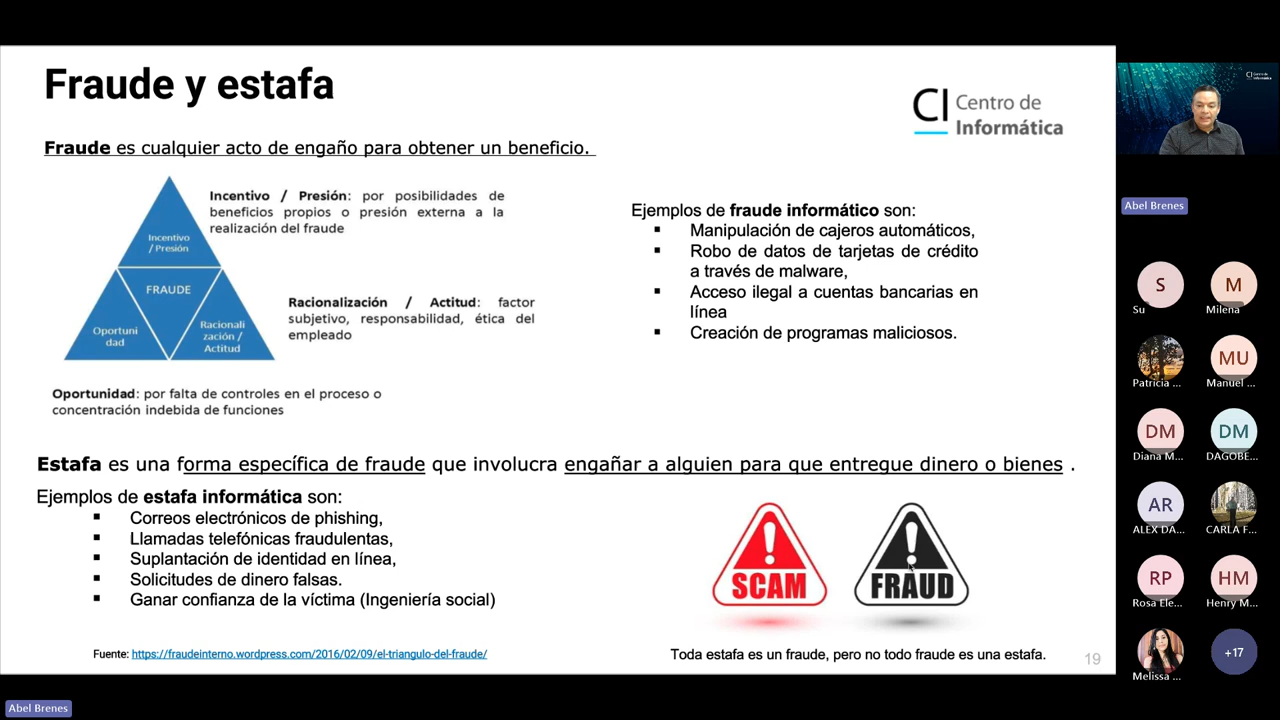 Fraude y estafa
CI Centro de
Informática
Fraude es cualquier acto de engaño para obtener un beneficio.
Incentivo / Presión: por posibilidades de
beneficios propios o presión externa a la
realización del fraude
Incentivo
/ Presión
FRAUDE
Oportuni
dad
Racionali
zación /
Actitud
Racionalización / Actitud: factor
subjetivo, responsabilidad, ética del
empleado
Oportunidad: por falta de controles en el proceso o
concentración indebida de funciones
Ejemplos de fraude informático son:
▪ Manipulación de cajeros automáticos,
▪ Robo de datos de tarjetas de crédito
a través de malware,
▪ Acceso ilegal a cuentas bancarias en
línea
▪ Creación de programas maliciosos.
Estafa es una forma específica de fraude que involucra engañar a alguien para que entregue dinero o bienes .
Ejemplos de estafa informática son:
▪ Correos electrónicos de phishing,
▪ Llamadas telefónicas fraudulentas,
▪ Suplantación de identidad en línea,
▪ Solicitudes de dinero falsas.
▪ Ganar confianza de la víctima (Ingeniería social)
SCAM
FRAUD
Fuente: https://fraudeinterno.wordpress.com/2016/02/09/el-triangulo-del-fraude/
Toda estafa es un fraude, pero no todo fraude es una estafa.
19
Abel Brenes
CI Centro de
Informática
Abel Brenes
S
Su
M
Milena
Patricia ...
MU
Manuel ...
DM
Diana M...
DM
DAGOBE...
AR
ALEX DA...
CARLA F...
RP
Rosa Ele...
HM
Henry M...
Melissa ...
+17